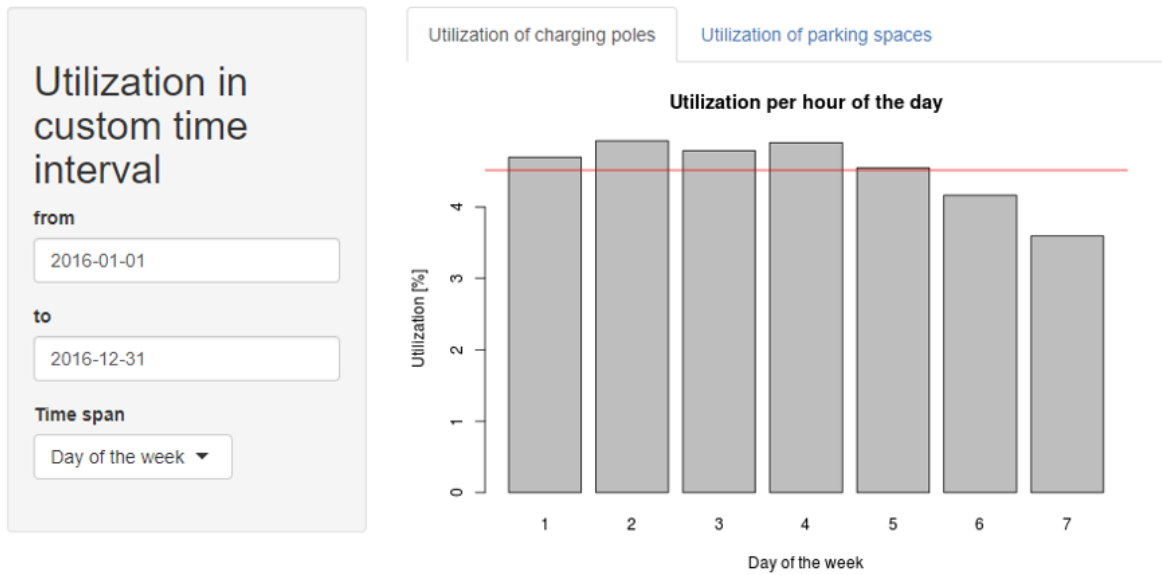 Utilization in
custom time
interval
from
2016-01-01
to
2016-12-31
Time span
Day of the week
Utilization of charging poles
Utilization of parking spaces
Utilization per hour of the day
Utilization [%]
4
3
2
1
0
1 2 3 4 5 6 7
Day of the week